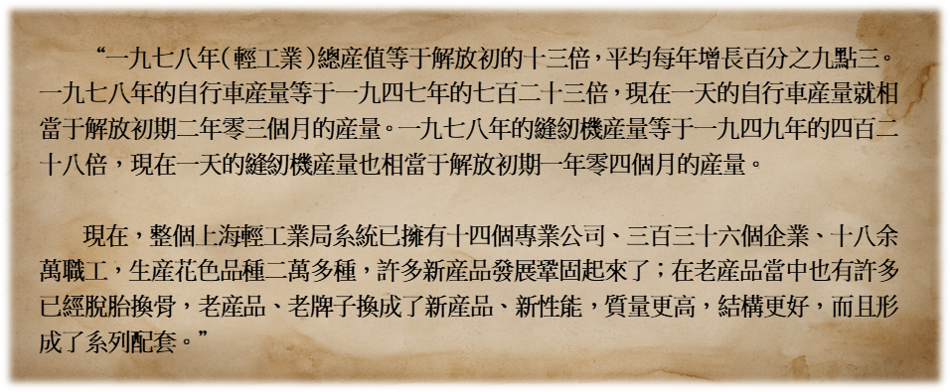 “一九七八年(輕工業)總産值等于解放初的十三倍，平均每年增長百分之九點三。
一九七八年的自行車産量等于一九四七年的七百二十三倍，現在一天的自行車産量就相
當于解放初期二年零三個月的産量。一九七八年的縫紉機産量等于一九四九年的四百二
十八倍，現在一天的縫紉機産量也相當于解放初期一年零四個月的産量。
現在，整個上海輕工業局系統已擁有十四個專業公司、三百三十六個企業、十八余
萬職工，生産花色品種二萬多種，許多新産品發展鞏固起來了；在老産品當中也有許多
已經脫胎換骨，老産品、老牌子換成了新産品、新性能，質量更高，結構更好，而且形
成了系列配套。”